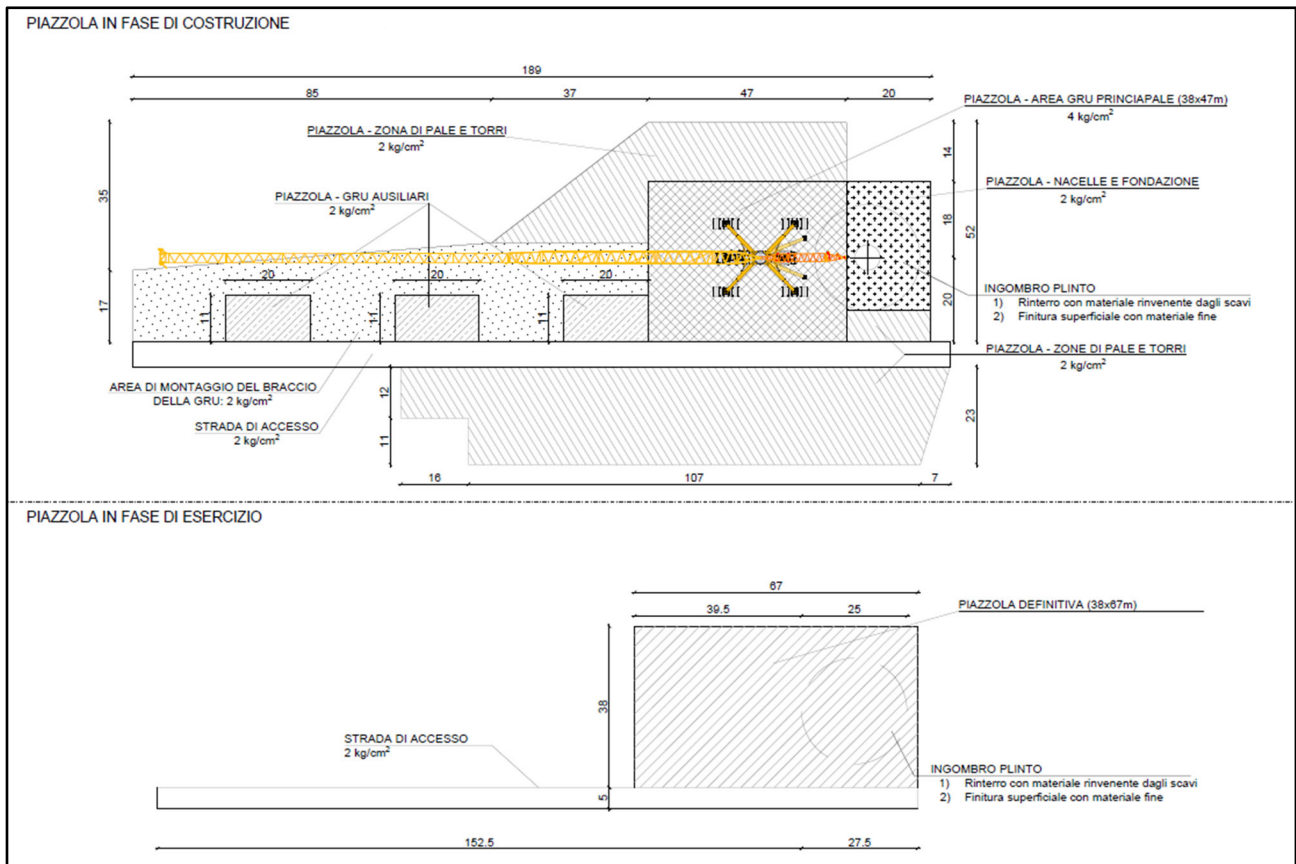 PIAZZOLA IN FASE DI COSTRUZIONE
189
85
37
47
20
PIAZZOLA - AREA GRU PRINCIAPALE (38x47m)
4 kg/cm²
PIAZZOLA - ZONA DI PALE E TORRI
2 kg/cm²
14
35
PIAZZOLA - GRU AUSILIARI
2 kg/cm²
PIAZZOLA - NACELLE E FONDAZIONE
2 kg/cm²
18
52
20
20
20
INGOMBRO PLINTO
1) Rinterro con materiale rinvenente dagli scavi
2) Finitura superficiale con materiale fine
17
11
11
11
20
PIAZZOLA - ZONE DI PALE E TORRI
2 kg/cm²
AREA DI MONTAGGIO DEL BRACCIO
DELLA GRU: 2 kg/cm²
12
STRADA DI ACCESSO
2 kg/cm²
11
23
16
107
7
PIAZZOLA IN FASE DI ESERCIZIO
67
39.5
25
PIAZZOLA DEFINITIVA (38x67m)
38
STRADA DI ACCESSO
2 kg/cm²
INGOMBRO PLINTO
1) Rinterro con materiale rinvenente dagli scavi
2) Finitura superficiale con materiale fine
5
152.5
27.5